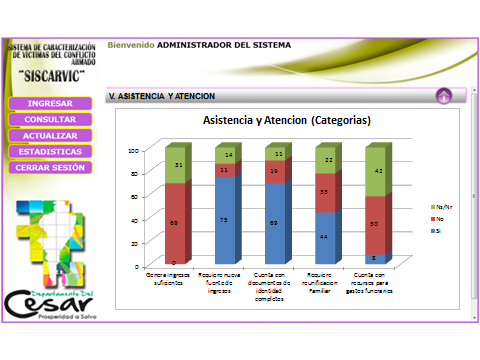 SISTEMA DE CARACTERIZACIÓN
DE VÍCTIMAS DEL CONFLICTO
ARMADO
"SISCARVIC"
Bienvenido ADMINISTRADOR DEL SISTEMA
INGRESAR
CONSULTAR
ACTUALIZAR
ESTADISTICAS
CERRAR SESIÓN
V. ASISTENCIA Y ATENCION
Asistencia y Atencion (Categorias)
100
80
60
40
20
0
31
69
0
14
11
75
11
19
69
22
33
44
42
50
8
Ns/Nr
No
Si
Genera ingresos
suficientes
Requiere nueva
fuente de
ingresos
Cuenta con
documentos de
identidad
completos
Requiere
reunificacion
Familiar
Cuenta con
recursos para
gastos funerarios
Departamento Del
Cesar
Prosperidad a Salvo